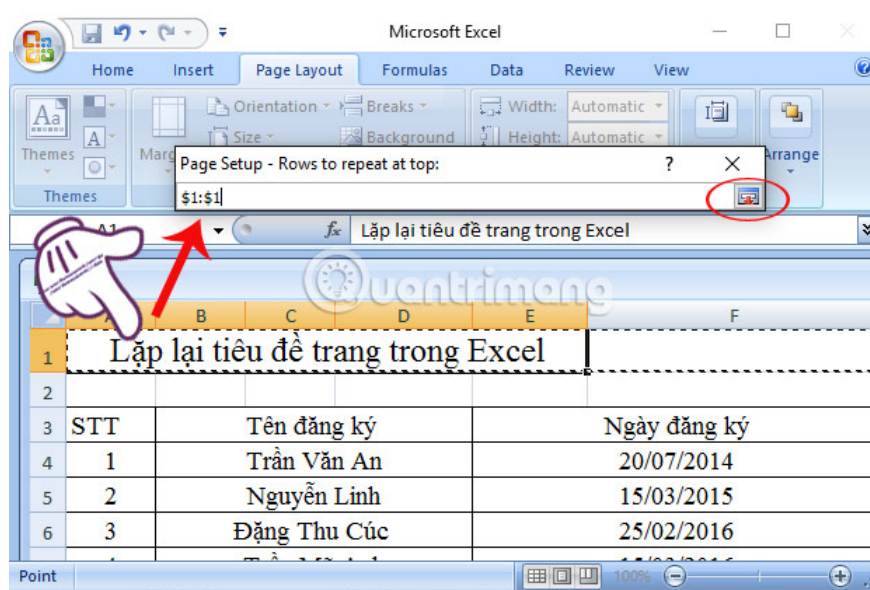 Microsoft Excel
Home Insert Page Layout Formulas Data Review View
Aa Orientation Breaks Width: Automatic
A Size Background Height: Automatic
Themes Arrange
Themes
Page Setup - Rows to repeat at top: ? X
$1:$1
A1 fx Lặp lại tiêu đề trang trong Excel
Quantrimang
B C D E F
1 Lặp lại tiêu đề trang trong Excel
2
3 STT Tên đăng ký Ngày đăng ký
4 1 Trần Văn An 20/07/2014
5 2 Nguyễn Linh 15/03/2015
6 3 Đặng Thu Cúc 25/02/2016
Point 100%